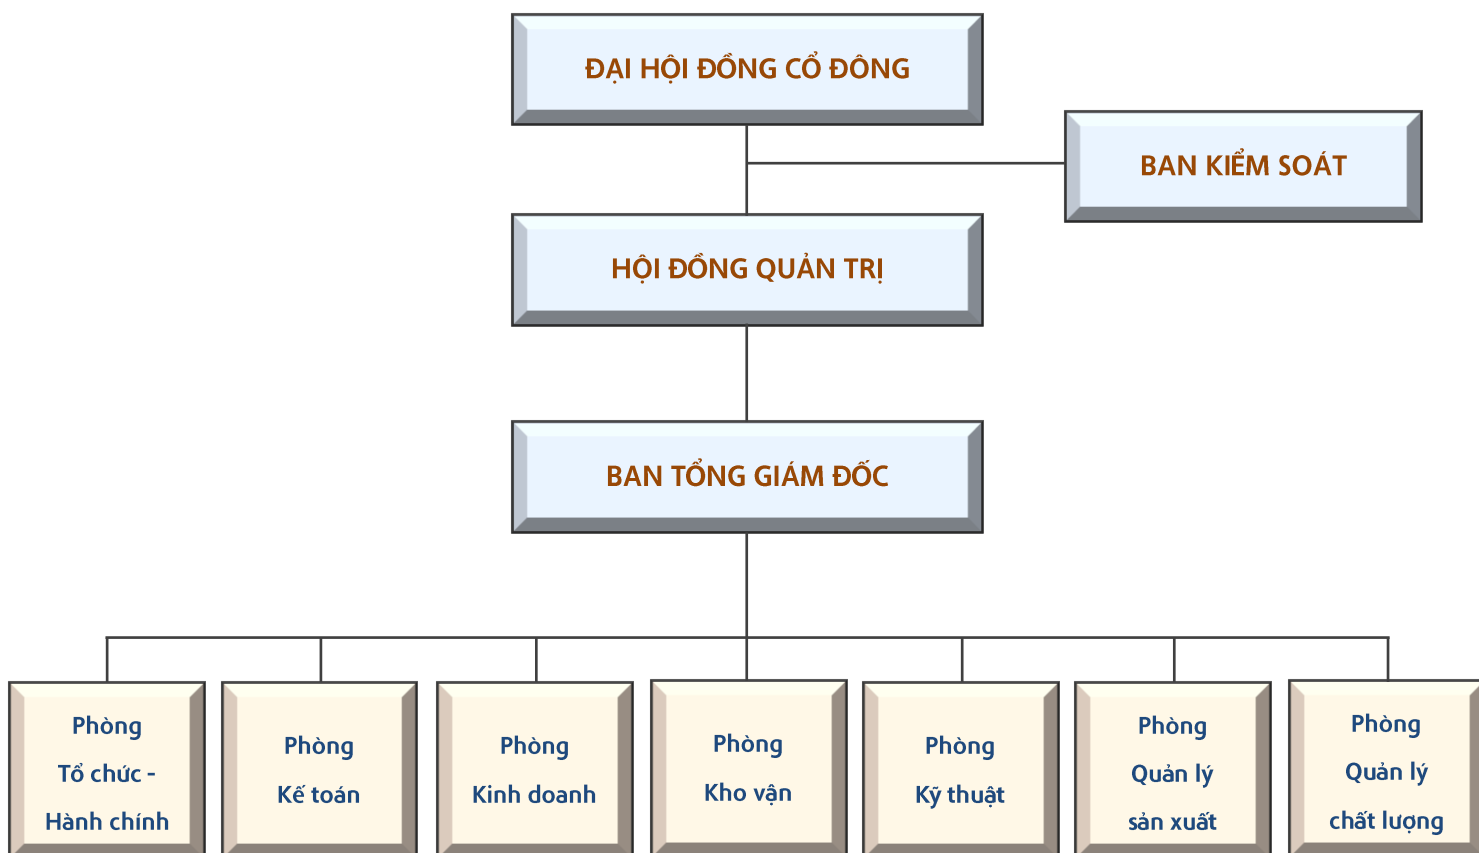 ĐẠI HỘI ĐỒNG CỔ ĐÔNG
BAN KIỂM SOÁT
HỘI ĐỒNG QUẢN TRỊ
BAN TỔNG GIÁM ĐỐC
Phòng
Tổ chức -
Hành chính
Phòng
Kế toán
Phòng
Kinh doanh
Phòng
Kho vận
Phòng
Kỹ thuật
Phòng
Quản lý
sản xuất
Phòng
Quản lý
chất lượng